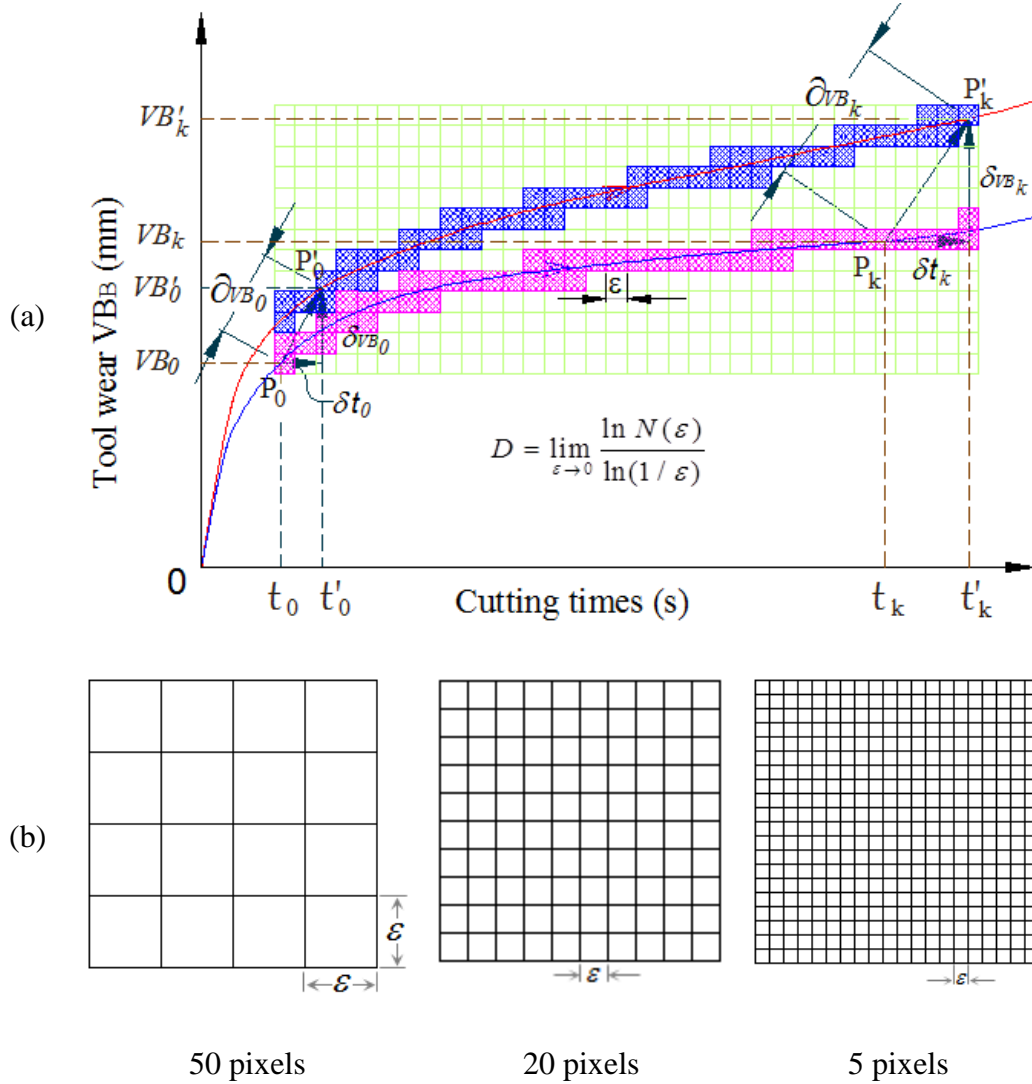 (a)
Tool wear VBB (mm)
VB'k
VBk
VB'0
VB0
∂VB0
P'0
P0
δVB0
δt0
ε
∂VBk
P'k
δVBk
Pk
δtk
D = lim ε→0 ln N(ε) / ln(1/ε)
0
t0
t'0
Cutting times (s)
tk
t'k
(b)
ε
ε
ε
ε
50 pixels
20 pixels
5 pixels